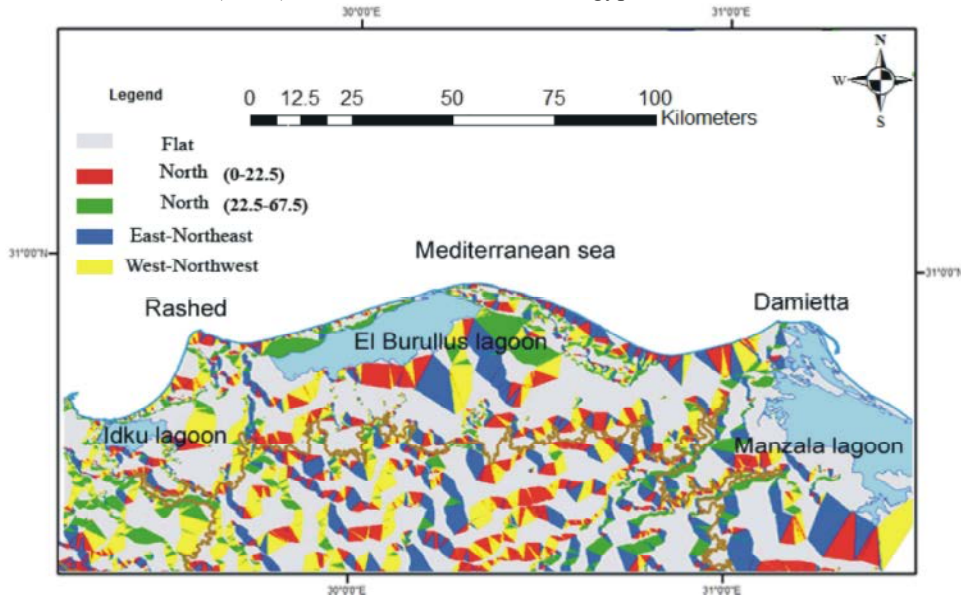 30°0'0"E 31°0'0"E
N
W
S
Legend
0 12.5 25 50 75 100
Kilometers
Flat
North (0-22.5)
North (22.5-67.5)
East-Northeast
West-Northwest
31°0'0"N 31°0'0"N
Mediterranean sea
Rashed
Damietta
El Burullus lagoon
Idku lagoon
Manzala lagoon
30°0'0"E 31°0'0"E